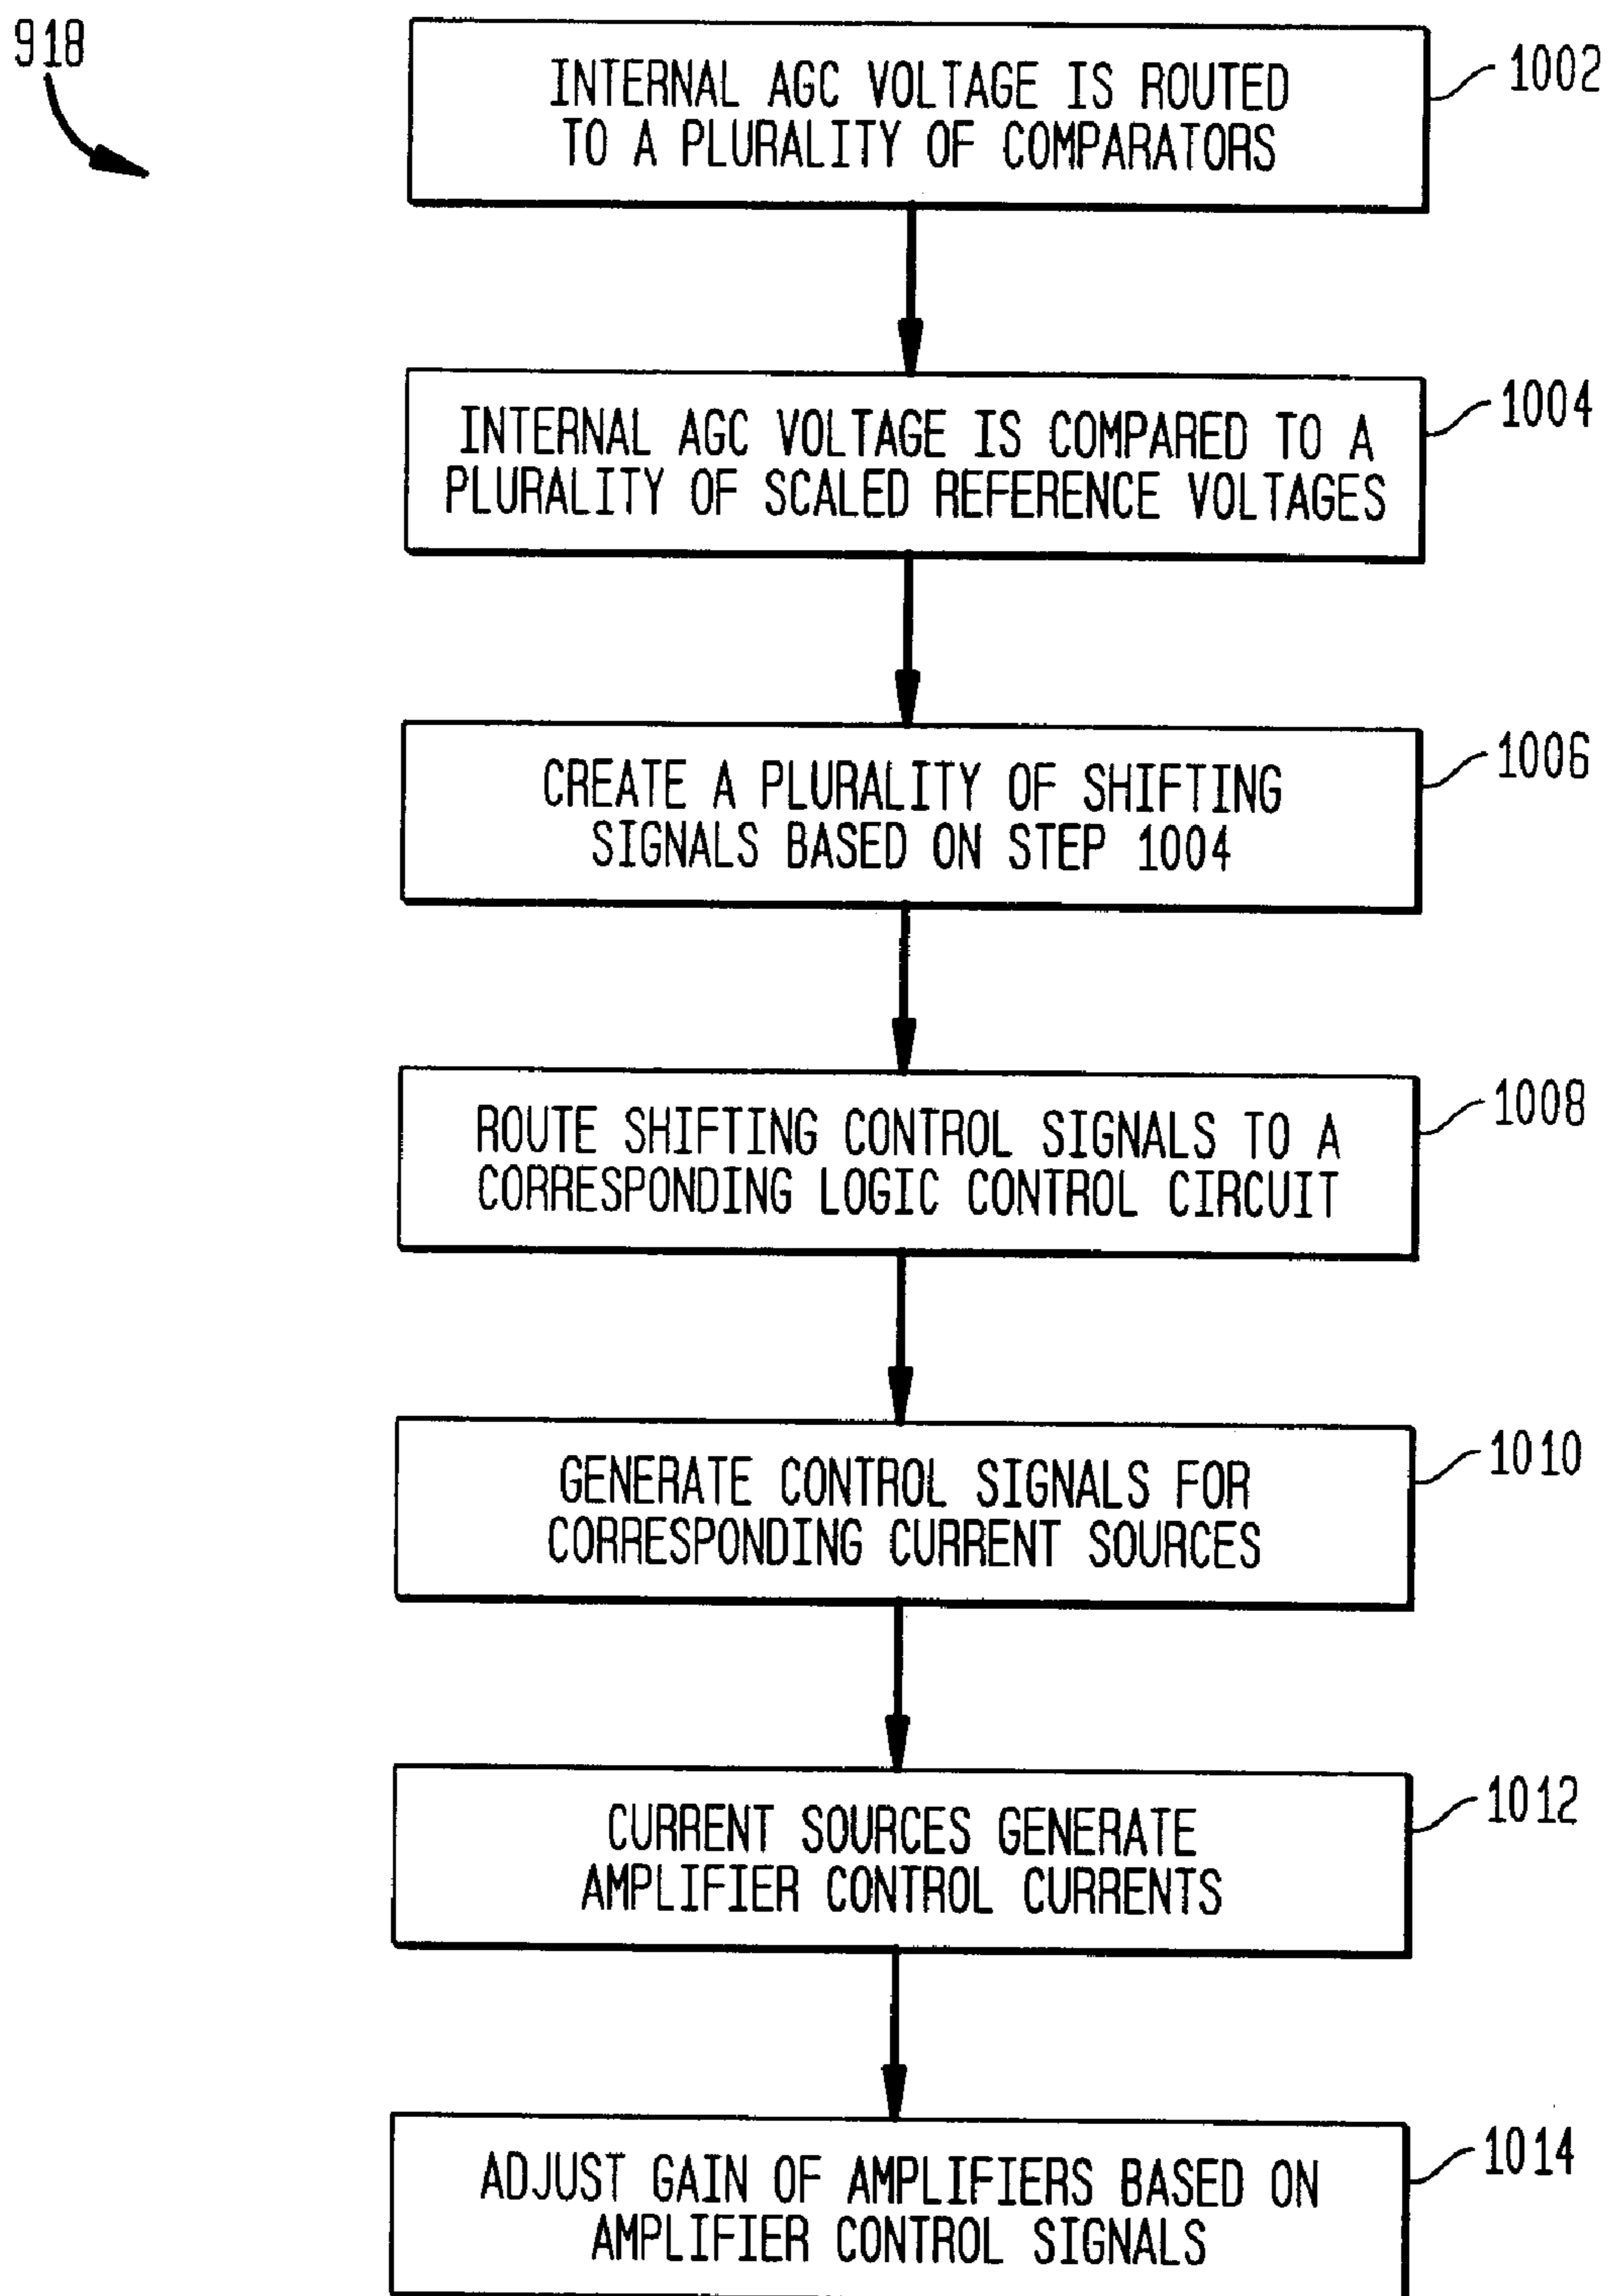 918
INTERNAL AGC VOLTAGE IS ROUTED
TO A PLURALITY OF COMPARATORS
1002
INTERNAL AGC VOLTAGE IS COMPARED TO A
PLURALITY OF SCALED REFERENCE VOLTAGES
1004
CREATE A PLURALITY OF SHIFTING
SIGNALS BASED ON STEP 1004
1006
ROUTE SHIFTING CONTROL SIGNALS TO A
CORRESPONDING LOGIC CONTROL CIRCUIT
1008
GENERATE CONTROL SIGNALS FOR
CORRESPONDING CURRENT SOURCES
1010
CURRENT SOURCES GENERATE
AMPLIFIER CONTROL CURRENTS
1012
ADJUST GAIN OF AMPLIFIERS BASED ON
AMPLIFIER CONTROL SIGNALS
1014